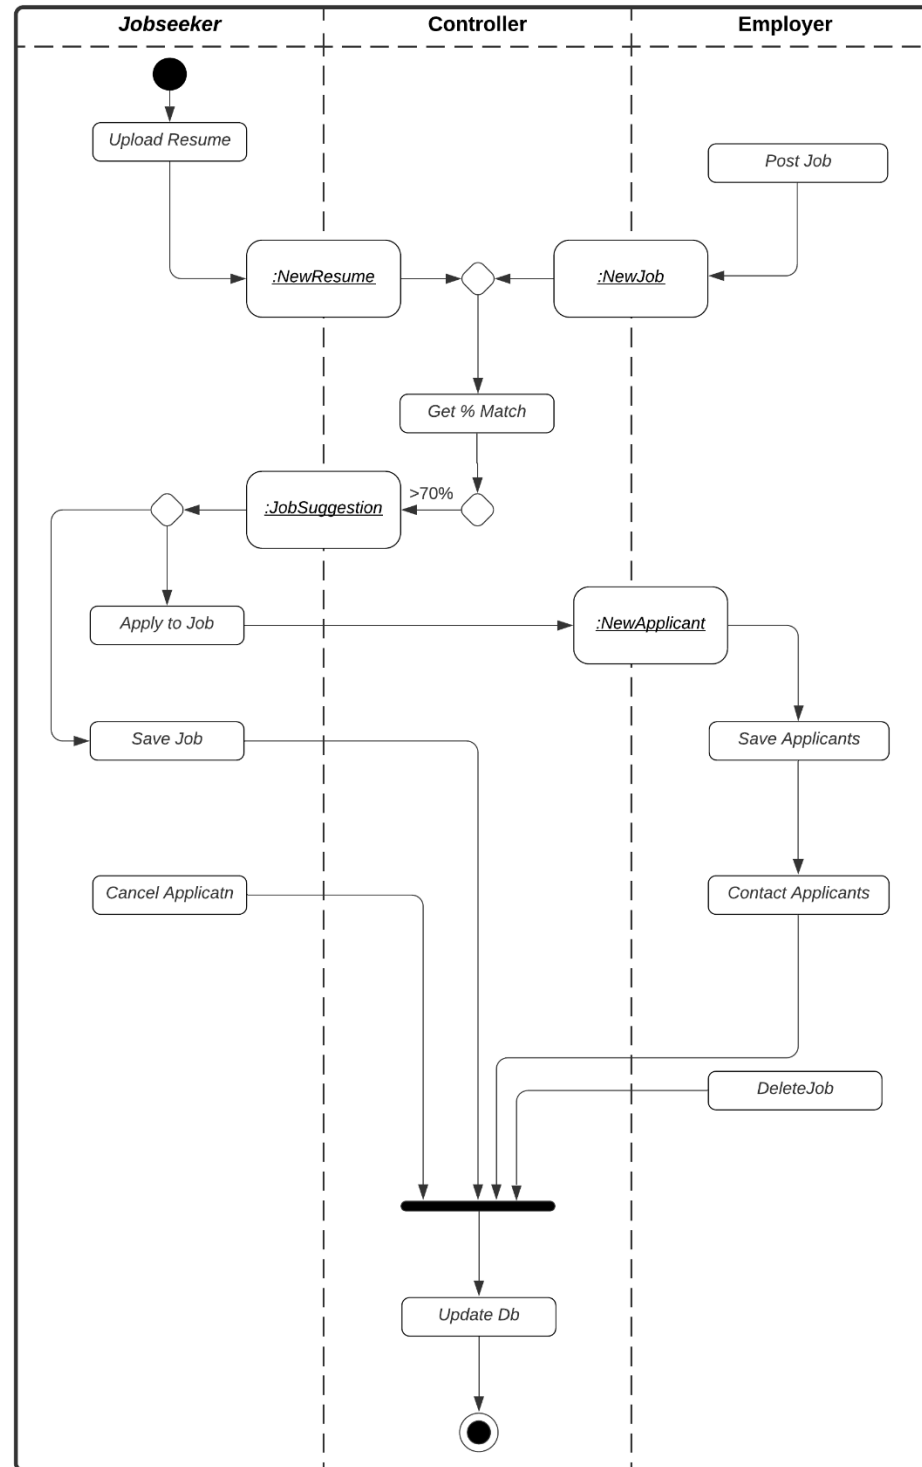 Jobseeker
Controller
Employer
Upload Resume
Post Job
:NewResume
:NewJob
Get % Match
>70%
:JobSuggestion
Apply to Job
:NewApplicant
Save Job
Save Applicants
Cancel Applicatn
Contact Applicants
DeleteJob
Update Db